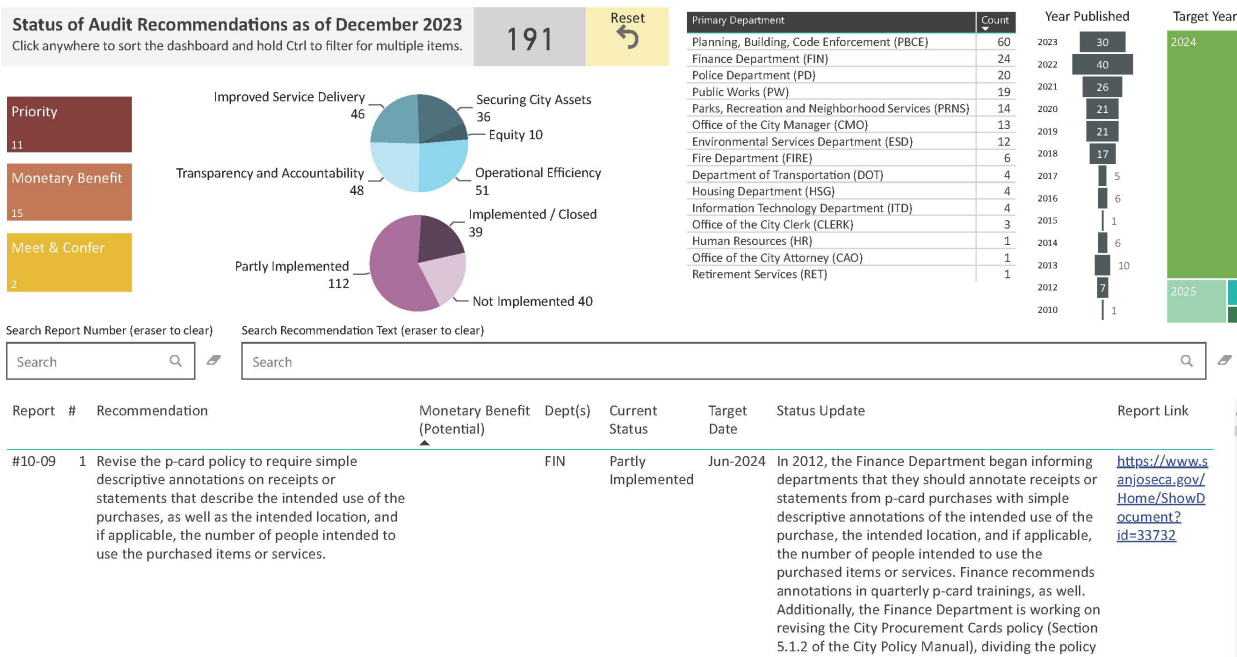 Status of Audit Recommendations as of December 2023
Click anywhere to sort the dashboard and hold Ctrl to filter for multiple items.
191
Reset
Priority
11
Monetary Benefit
15
Meet & Confer
2
Improved Service Delivery
46
Securing City Assets
36
Equity 10
Transparency and Accountability
48
Operational Efficiency
51
Implemented / Closed
39
Partly Implemented
112
Not Implemented 40
Primary Department Count
Planning, Building, Code Enforcement (PBCE) 60
Finance Department (FIN) 24
Police Department (PD) 20
Public Works (PW) 19
Parks, Recreation and Neighborhood Services (PRNS) 14
Office of the City Manager (CMO) 13
Environmental Services Department (ESD) 12
Fire Department (FIRE) 6
Department of Transportation (DOT) 4
Housing Department (HSG) 4
Information Technology Department (ITD) 4
Office of the City Clerk (CLERK) 3
Human Resources (HR) 1
Office of the City Attorney (CAO) 1
Retirement Services (RET) 1
Year Published
2023 30
2022 40
2021 26
2020 21
2019 21
2018 17
2017 5
2016 6
2015 1
2014 6
2013 10
2012 7
2010 1
Target Year
2024
2025
Search Report Number (eraser to clear)
Search
Search Recommendation Text (eraser to clear)
Search
Report # Recommendation Monetary Benefit Dept(s) Current Target Status Update Report Link
(Potential) Status Date
#10-09 1 Revise the p-card policy to require simple FIN Partly Jun-2024 In 2012, the Finance Department began informing https://www.s
descriptive annotations on receipts or Implemented departments that they should annotate receipts or anjoseca.gov/
statements that describe the intended use of the statements from p-card purchases with simple Home/ShowD
purchases, as well as the intended location, and descriptive annotations of the intended use of the ocument?
if applicable, the number of people intended to purchase, the intended location, and if applicable, id=33732
use the purchased items or services. the number of people intended to use the
purchased items or services. Finance recommends
annotations in quarterly p-card trainings, as well.
Additionally, the Finance Department is working on
revising the City Procurement Cards policy (Section
5.1.2 of the City Policy Manual), dividing the policy